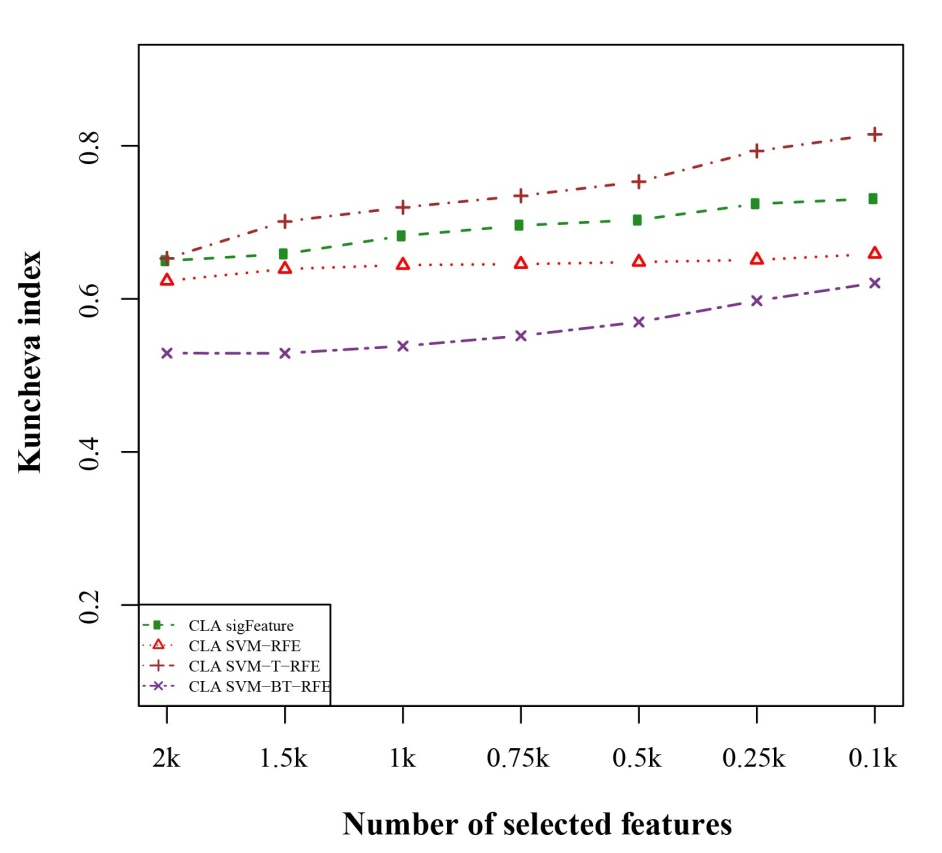 Kuncheva index
0.8
0.6
0.4
0.2
CLA sigFeature
CLA SVM−RFE
CLA SVM−T−RFE
CLA SVM−BT−RFE
2k 1.5k 1k 0.75k 0.5k 0.25k 0.1k
Number of selected features